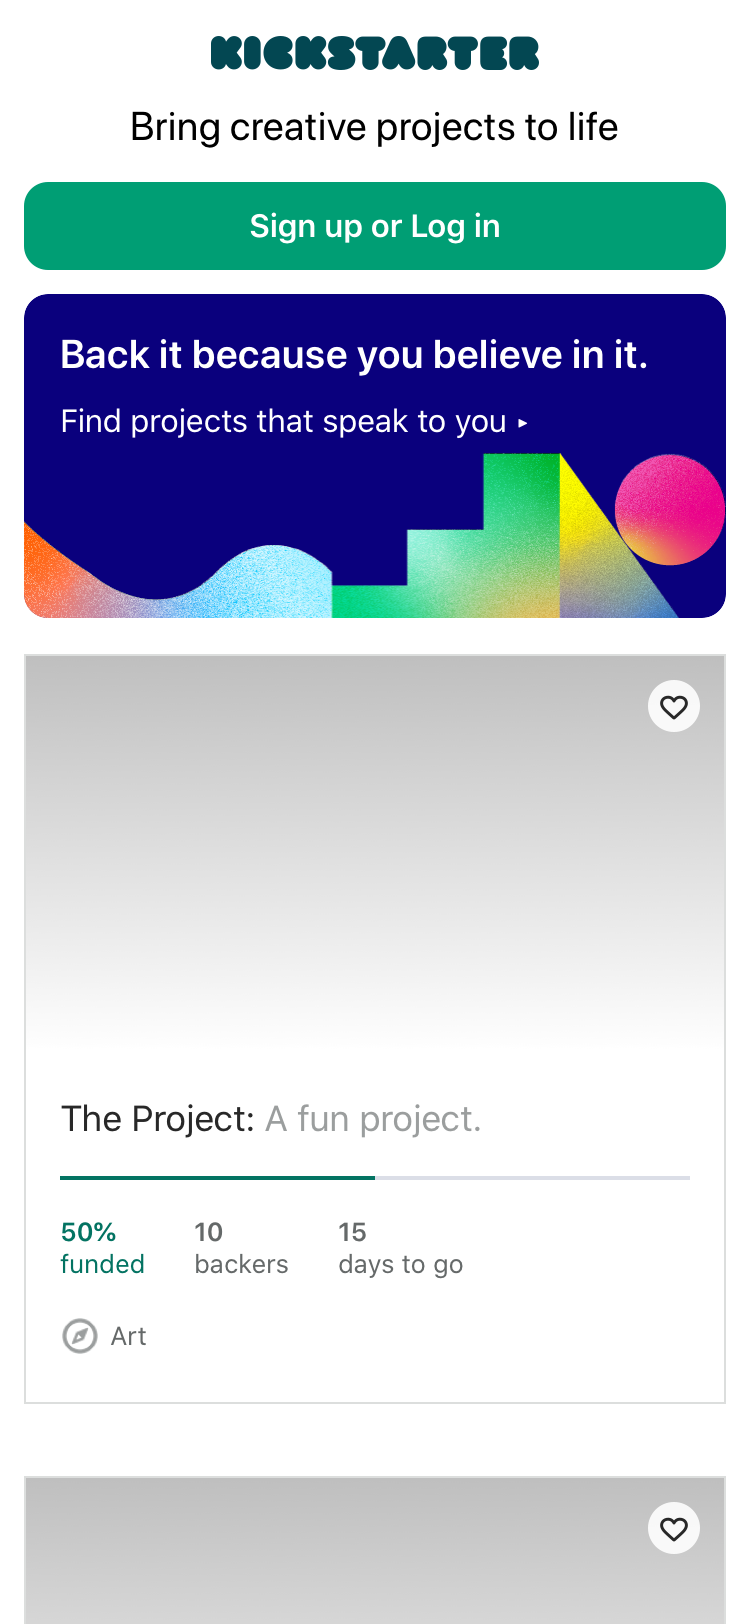 KICKSTARTER
Bring creative projects to life
Sign up or Log in
Back it because you believe in it.
Find projects that speak to you ▸
The Project: A fun project.
50% 10 15
funded backers days to go
Art